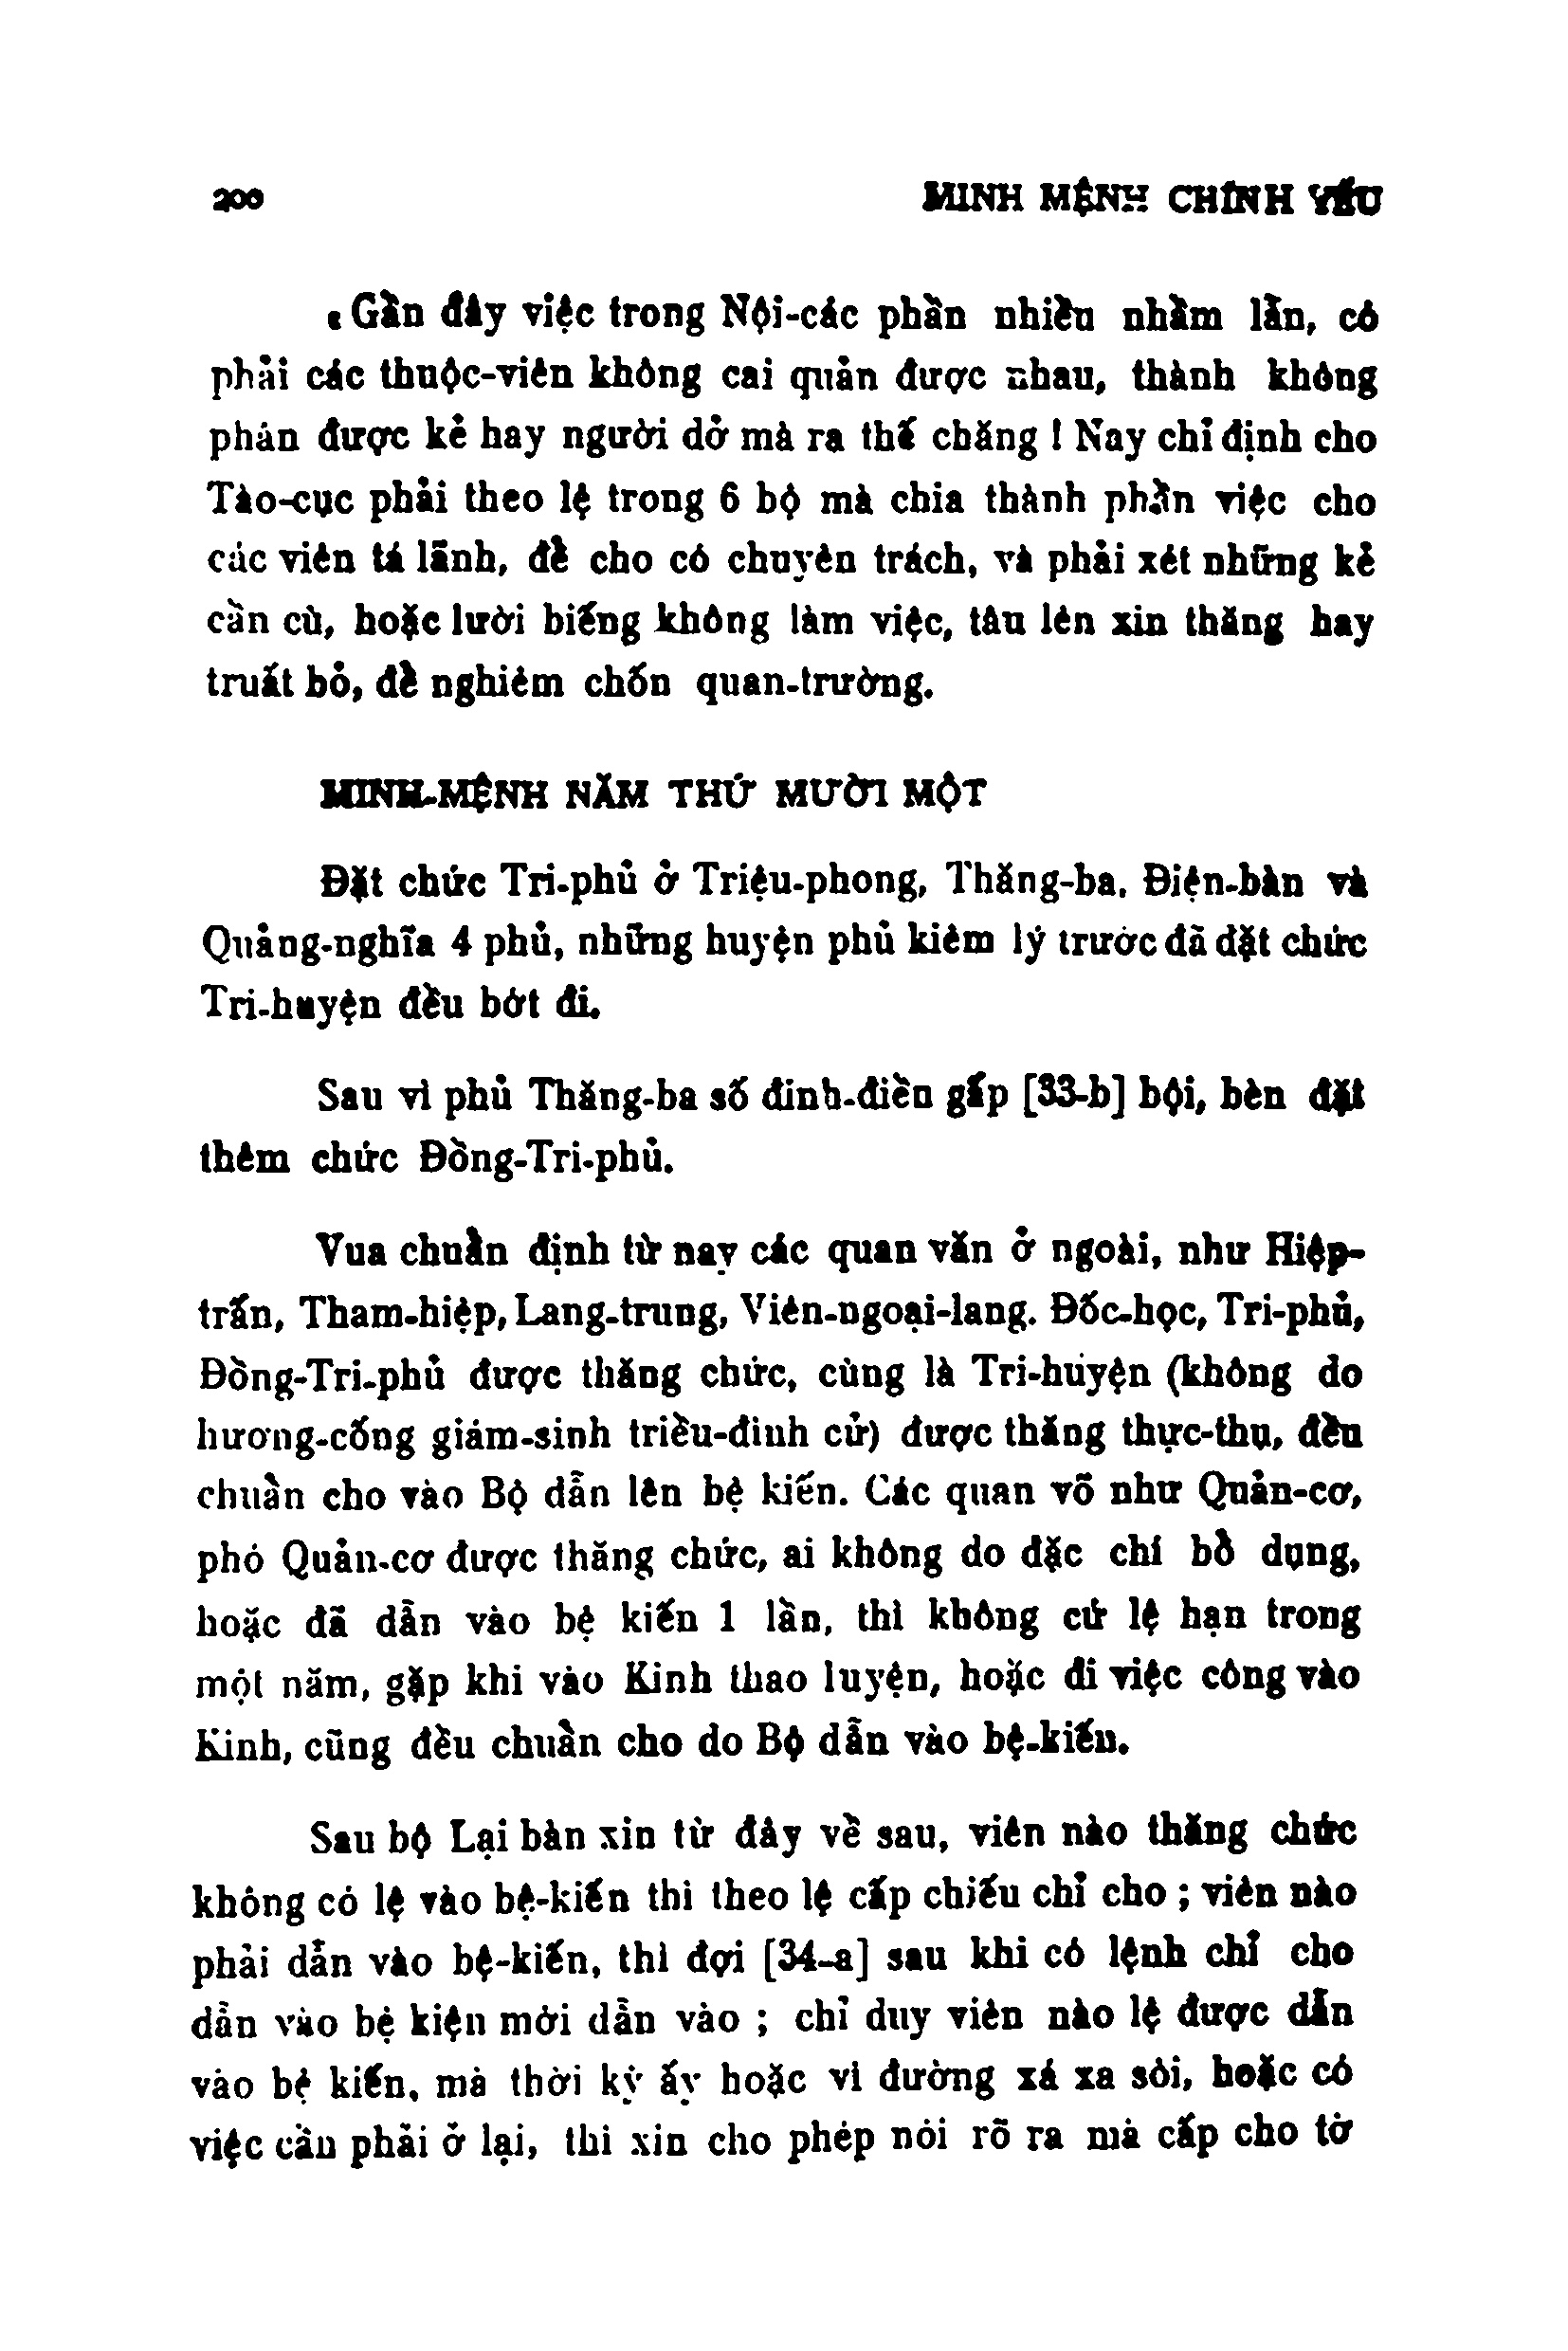 200 MINH MỆNH CHÍNH YẾU
« Gần đây việc trong Nội-các phần nhiều nhầm lẫn, có
phải các thuộc-viên không cai quản được nhau, thành không
phán được kẻ hay người dở mà ra thế chăng ! Nay chỉ định cho
Tào-cục phải theo lệ trong 6 bộ mà chia thành phần việc cho
các viên tá lãnh, để cho có chuyên trách, và phải xét những kẻ
cần cù, hoặc lười biếng không làm việc, tâu lên xin thăng hay
truất bỏ, để nghiêm chốn quan-trường.
MINH-MỆNH NĂM THỨ MƯỜI MỘT
Đặt chức Tri-phủ ở Triệu-phong, Thăng-ba. Điện-bàn và
Quảng-nghĩa 4 phủ, những huyện phủ kiêm lý trước đã đặt chức
Tri-huyện đều bớt đi.
Sau vì phủ Thăng-ba số đinh-điền gấp [33-b] bội, bèn đặt
thêm chức Đồng-Tri-phủ.
Vua chuẩn định từ nay các quan văn ở ngoài, như Hiệp-
trấn, Tham-hiệp, Lang-trung, Viên-ngoại-lang. Đốc-học, Tri-phủ,
Đồng-Tri-phủ được thăng chức, cùng là Tri-huyện (không do
hương-cống giám-sinh triều-đình cử) được thăng thực-thụ, đều
chuẩn cho vào Bộ dẫn lên bệ kiến. Các quan võ như Quản-cơ,
phó Quản-cơ được thăng chức, ai không do đặc chỉ bổ dụng,
hoặc đã dẫn vào bệ kiến 1 lần, thì không cứ lệ hạn trong
một năm, gặp khi vào Kinh thao luyện, hoặc đi việc công vào
Kinh, cũng đều chuẩn cho do Bộ dẫn vào bệ-kiến.
Sau bộ Lại bàn xin từ đây về sau, viên nào thăng chức
không có lệ vào bệ-kiến thì theo lệ cấp chiếu chỉ cho ; viên nào
phải dẫn vào bệ-kiến, thì đợi [34-a] sau khi có lệnh chỉ cho
dẫn vào bệ kiện mới dẫn vào ; chỉ duy viên nào lệ được dẫn
vào bệ kiến, mà thời kỳ ấy hoặc vì đường xá xa sôi, hoặc có
việc cần phải ở lại, thì xin cho phép nói rõ ra mà cấp cho tờ